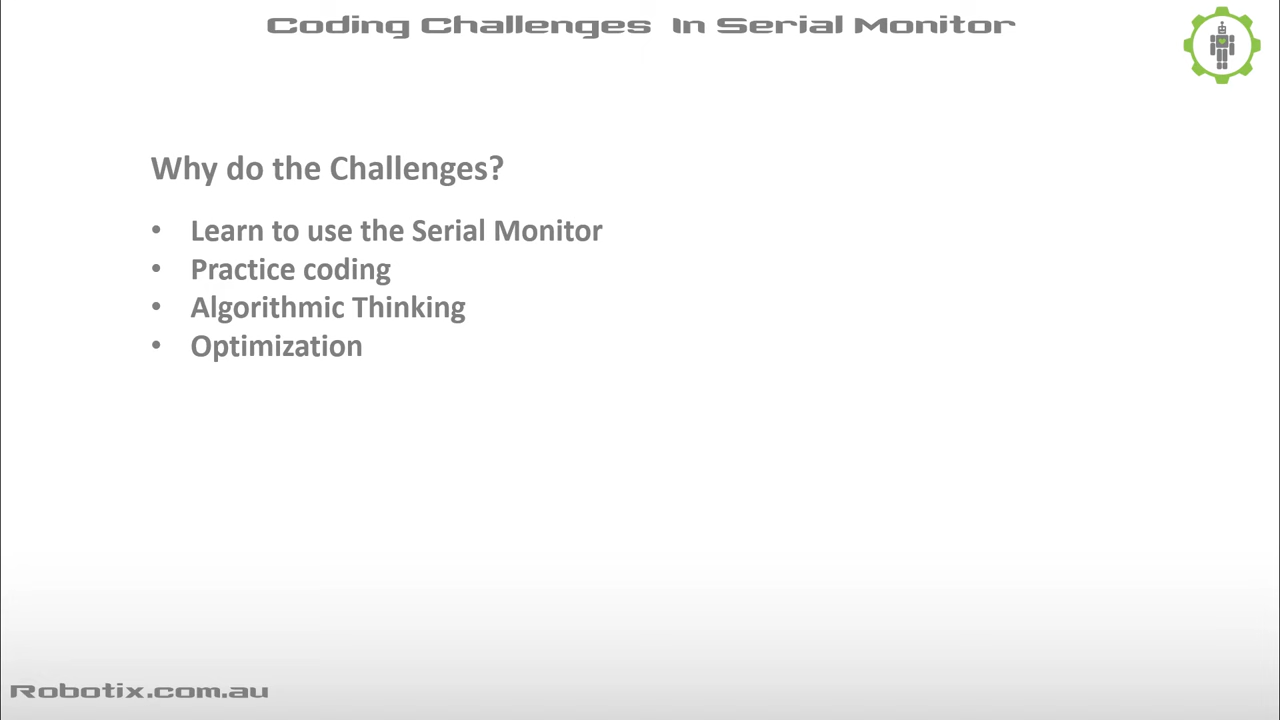 Coding Challenges In Serial Monitor
Why do the Challenges?
• Learn to use the Serial Monitor
• Practice coding
• Algorithmic Thinking
• Optimization
Robotix.com.au